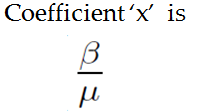 Coefficient ‘x’ is
β
μ